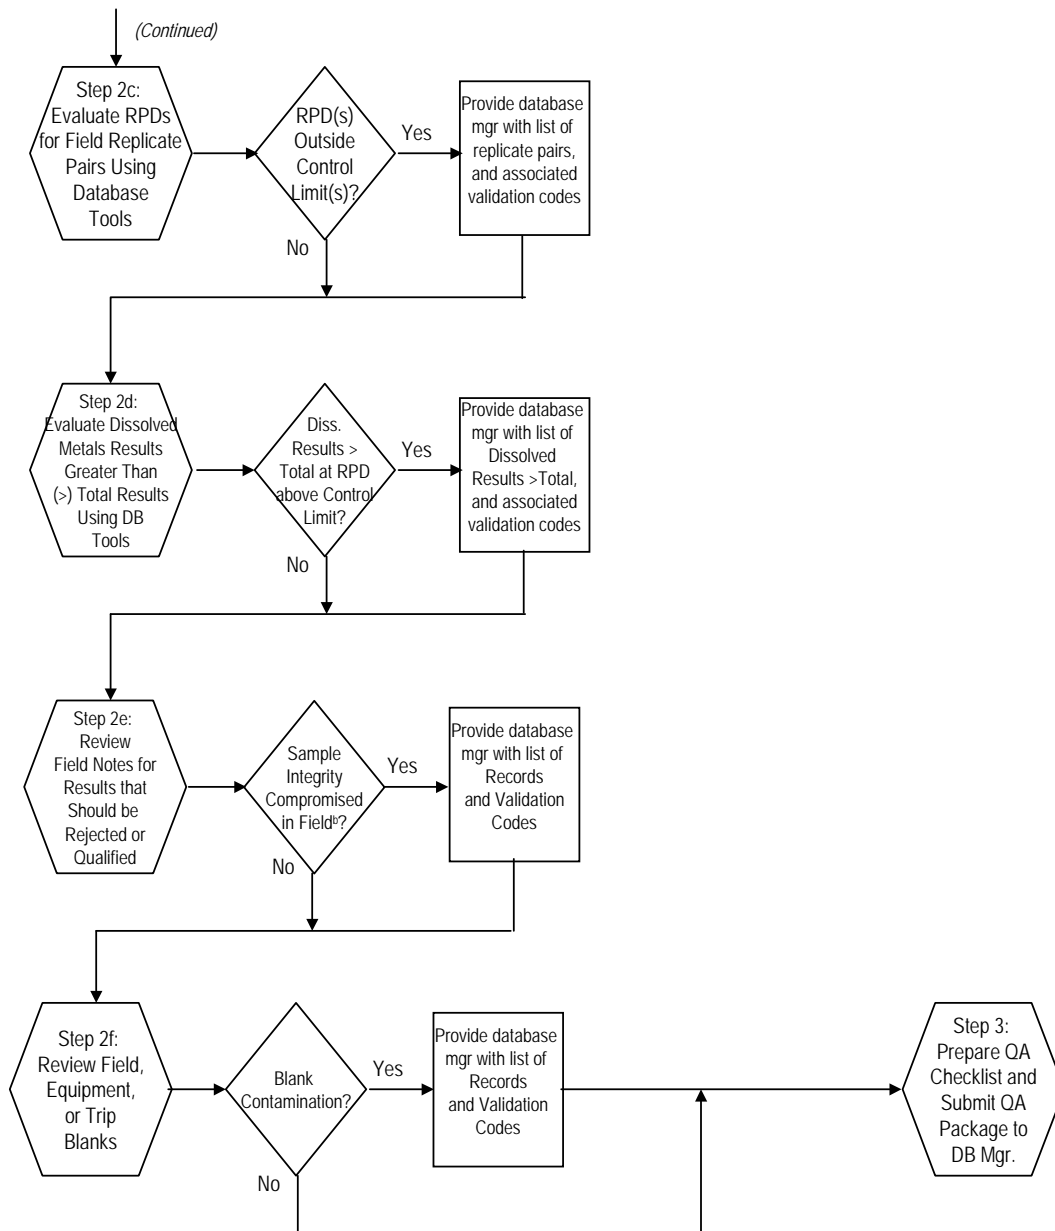 (Continued)
Step 2c:
Evaluate RPDs
for Field Replicate
Pairs Using
Database
Tools
RPD(s)
Outside
Control
Limit(s)?
Yes
No
Provide database
mgr with list of
replicate pairs,
and associated
validation codes
Step 2d:
Evaluate Dissolved
Metals Results
Greater Than
(>) Total Results
Using DB
Tools
Diss.
Results >
Total at RPD
above Control
Limit?
Yes
No
Provide database
mgr with list of
Dissolved
Results >Total,
and associated
validation codes
Step 2e:
Review
Field Notes for
Results that
Should be
Rejected or
Qualified
Sample
Integrity
Compromised
in Fieldᵇ?
Yes
No
Provide database
mgr with list of
Records
and Validation
Codes
Step 2f:
Review Field,
Equipment,
or Trip
Blanks
Blank
Contamination?
Yes
No
Provide database
mgr with list of
Records
and Validation
Codes
Step 3:
Prepare QA
Checklist and
Submit QA
Package to
DB Mgr.